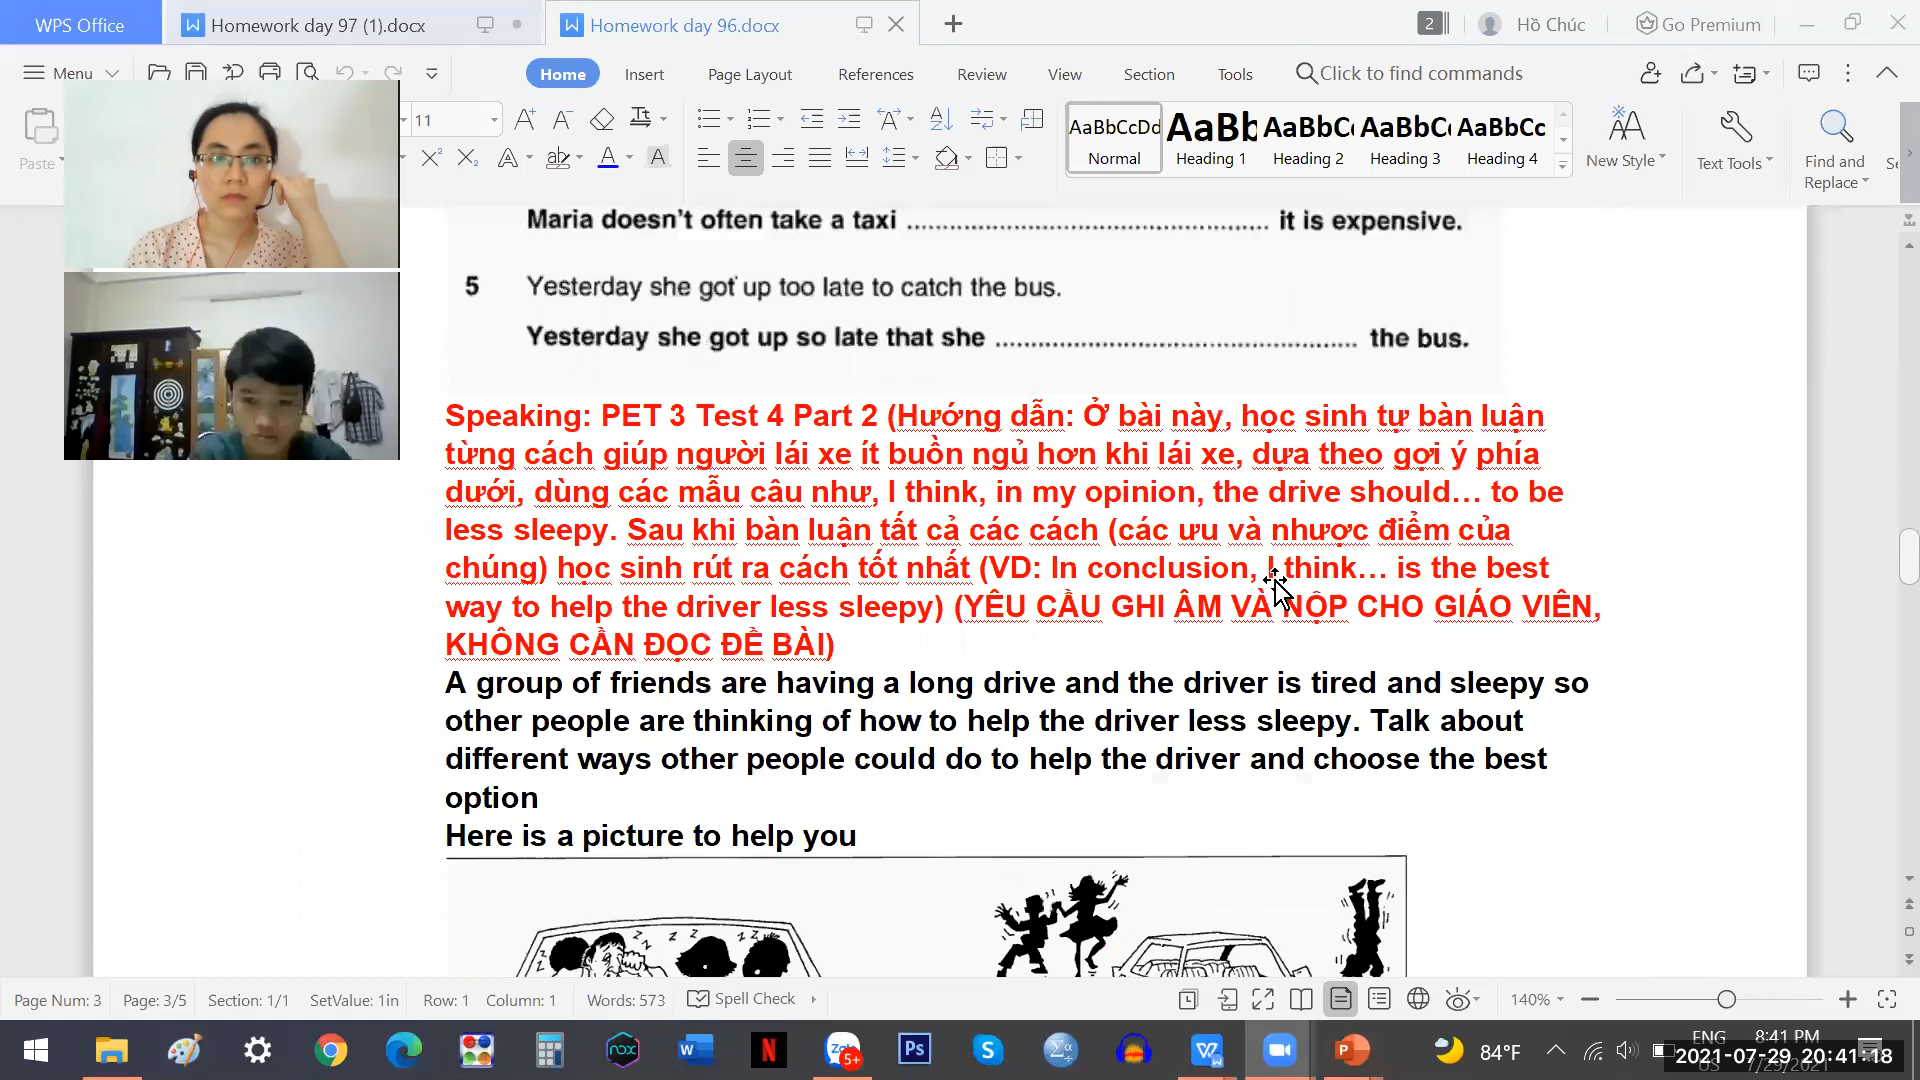 WPS Office
Homework day 97 (1).docx
Homework day 96.docx
2
Hồ Chúc
Go Premium
Menu
Home
Insert
Page Layout
References
Review
View
Section
Tools
Click to find commands
Paste
11
AaBbCcDd
Normal
AaBb
Heading 1
AaBbC
Heading 2
AaBbC
Heading 3
AaBbCc
Heading 4
New Style
Text Tools
Find and
Replace
Maria doesn't often take a taxi .................................................. it is expensive.
5 Yesterday she got up too late to catch the bus.
Yesterday she got up so late that she .................................................. the bus.
Speaking: PET 3 Test 4 Part 2 (Hướng dẫn: Ở bài này, học sinh tự bàn luận
từng cách giúp người lái xe ít buồn ngủ hơn khi lái xe, dựa theo gợi ý phía
dưới, dùng các mẫu câu như, I think, in my opinion, the drive should… to be
less sleepy. Sau khi bàn luận tất cả các cách (các ưu và nhược điểm của
chúng) học sinh rút ra cách tốt nhất (VD: In conclusion, I think… is the best
way to help the driver less sleepy) (YÊU CẦU GHI ÂM VÀ NỘP CHO GIÁO VIÊN,
KHÔNG CẦN ĐỌC ĐỀ BÀI)
A group of friends are having a long drive and the driver is tired and sleepy so
other people are thinking of how to help the driver less sleepy. Talk about
different ways other people could do to help the driver and choose the best
option
Here is a picture to help you
z z z z z z z
Page Num: 3
Page: 3/5
Section: 1/1
SetValue: 1in
Row: 1
Column: 1
Words: 573
Spell Check
140%
84°F
ENG
8:41 PM
2021-07-29 20:41:18